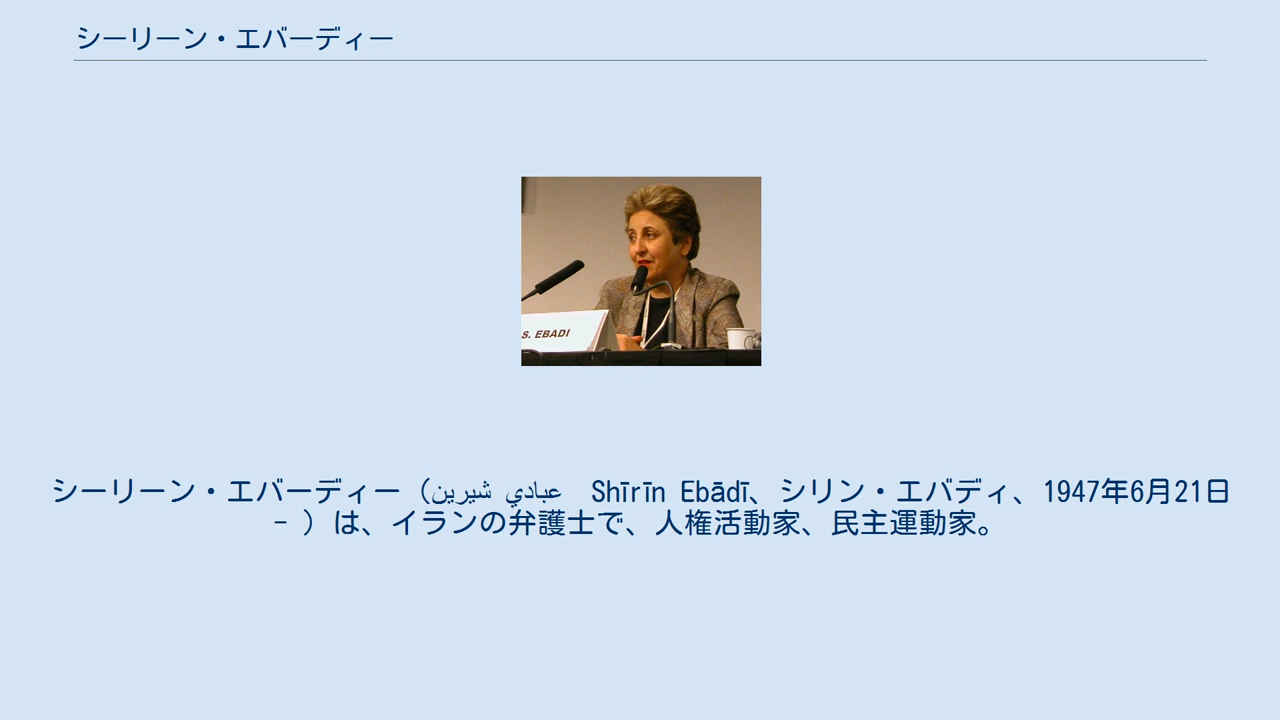 シーリーン・エバーディー
S. EBADI
シーリーン・エバーディー（عبادي شيرين Shīrīn Ebādī、シリン・エバディ、1947年6月21日
- ）は、イランの弁護士で、人権活動家、民主運動家。